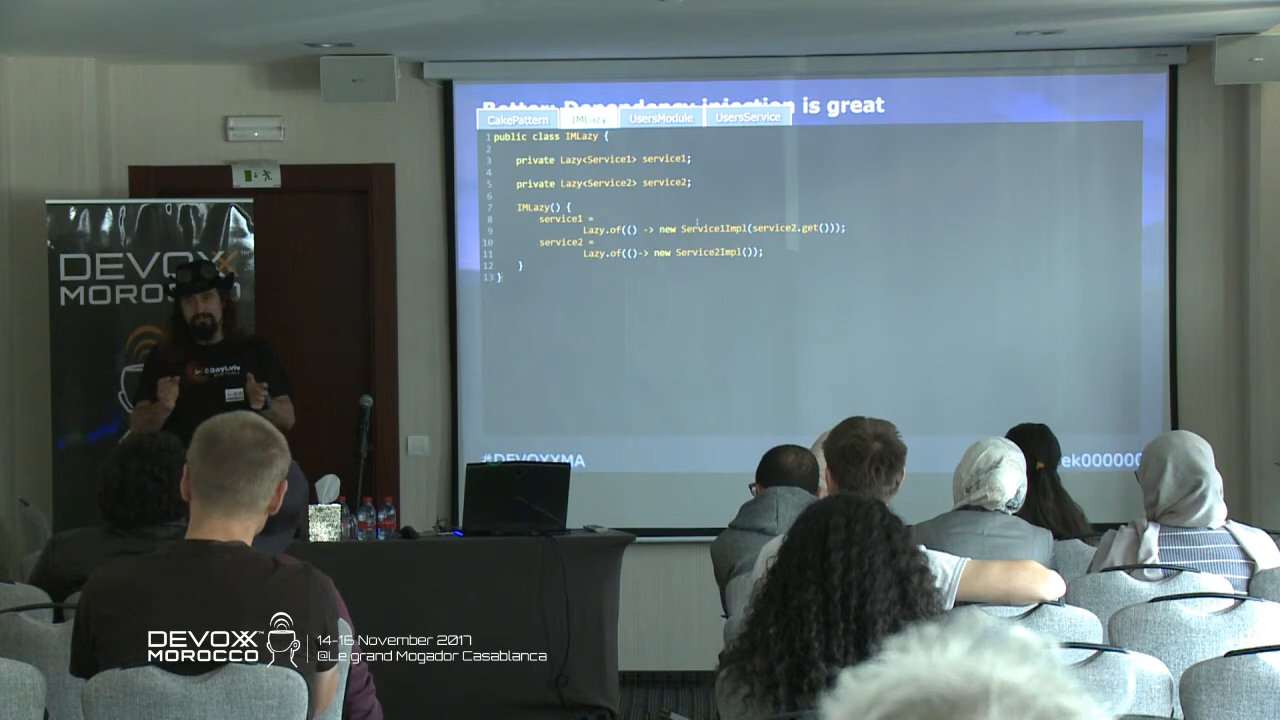 Better: Dependency injection is great
CakePattern IMLazy UsersModule UsersService
1 public class IMLazy {
2
3 private Lazy<Service1> service1;
4
5 private Lazy<Service2> service2;
6
7 IMLazy() {
8 service1 =
9 Lazy.of(() -> new Service1Impl(service2.get()));
10 service2 =
11 Lazy.of(()-> new Service2Impl());
12 }
13 }
#DEVOXXMA
ek000000
DEVOXX
MOROCCO
DEVOXX™
MOROCCO
14-16 November 2017
@Le grand Mogador Casablanca